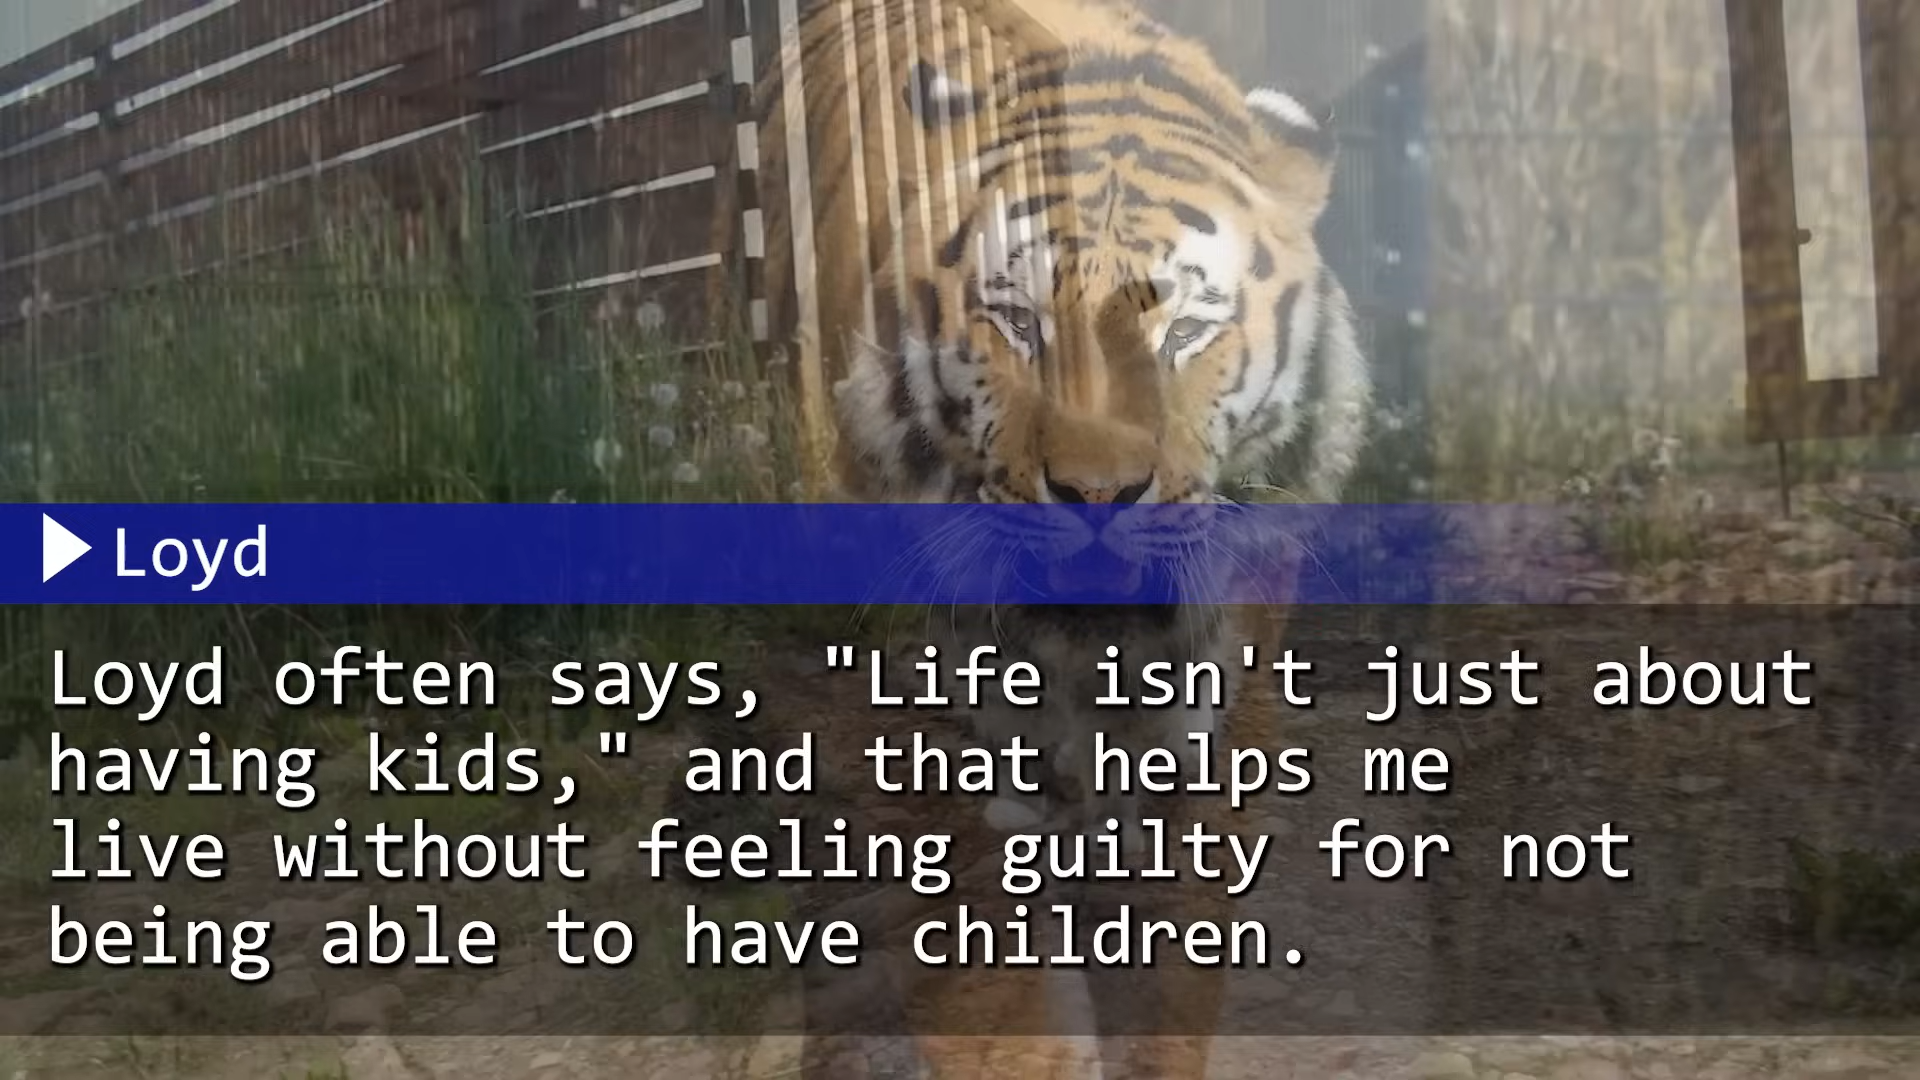 Loyd
Loyd often says, "Life isn't just about
having kids," and that helps me
live without feeling guilty for not
being able to have children.